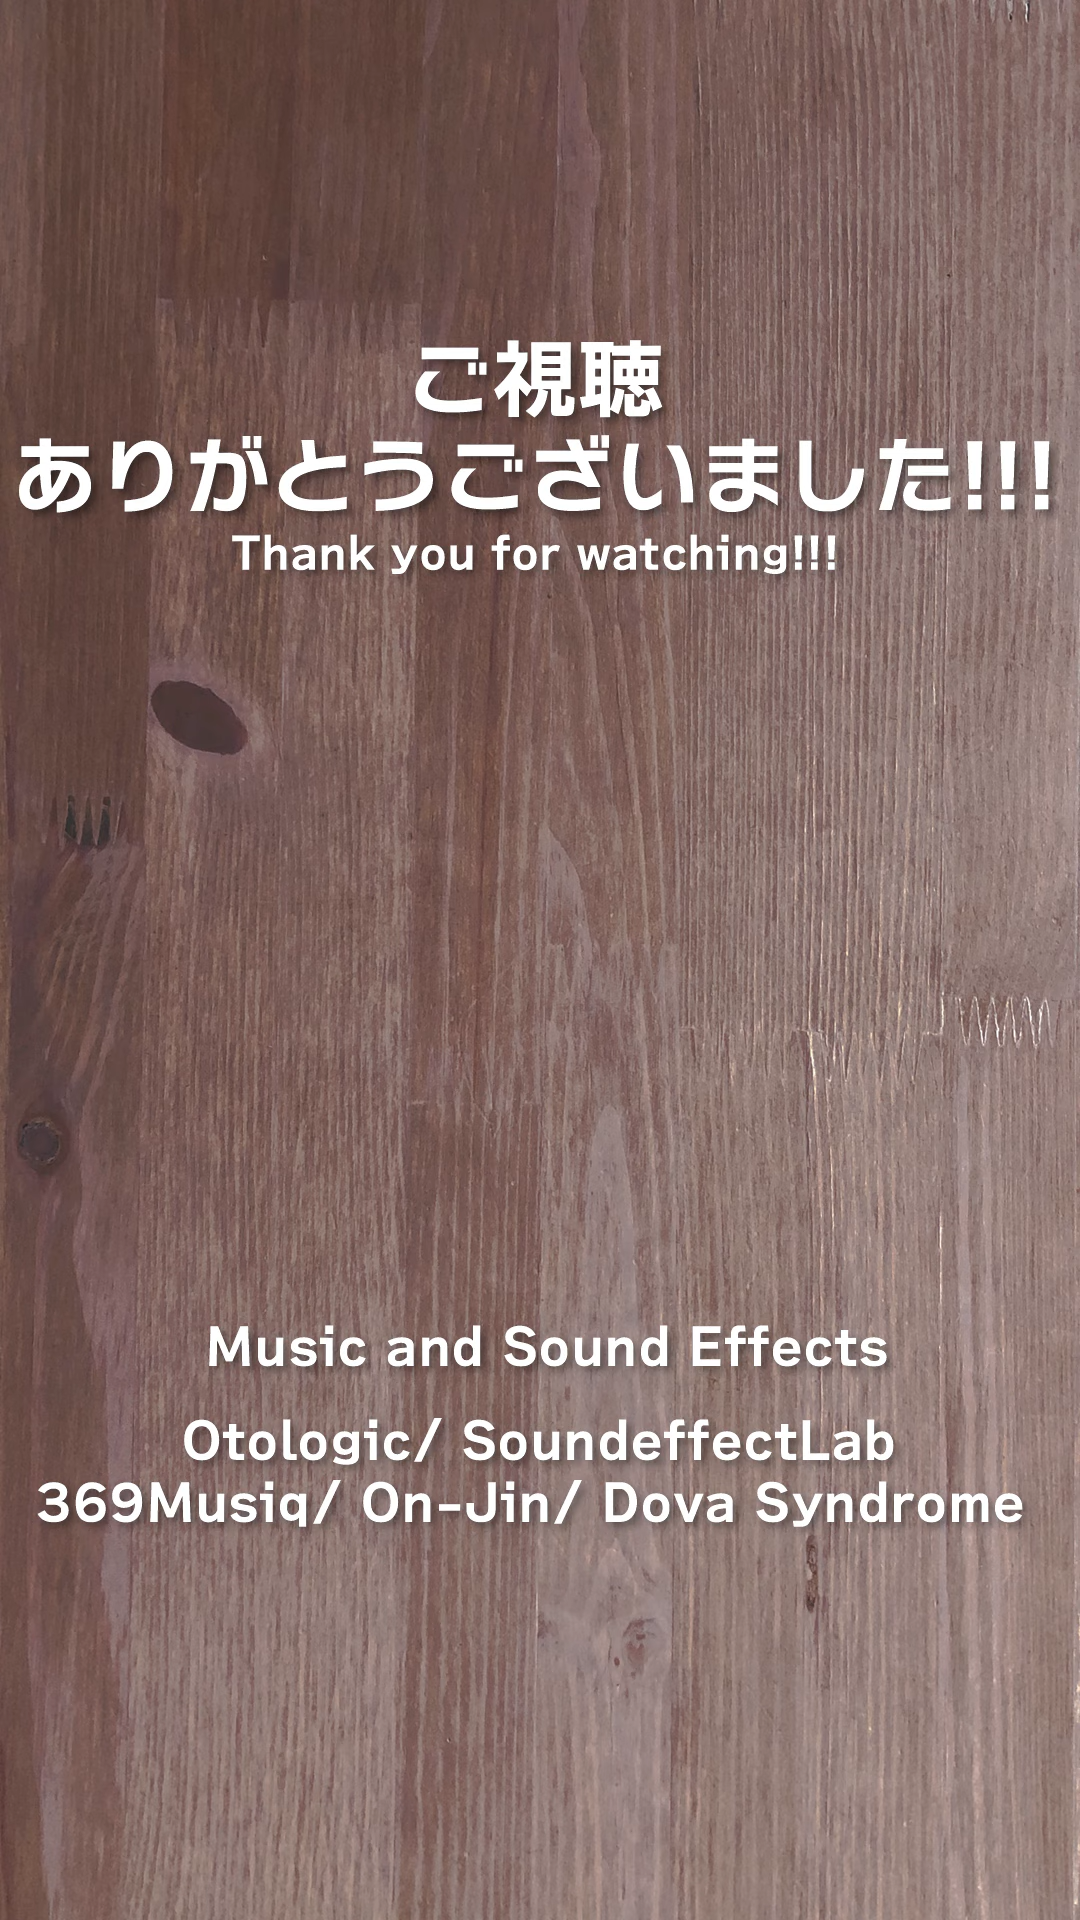 ご視聴
ありがとうございました!!!
Thank you for watching!!!
Music and Sound Effects
Otologic/ SoundeffectLab
369Musiq/ On-Jin/ Dova Syndrome